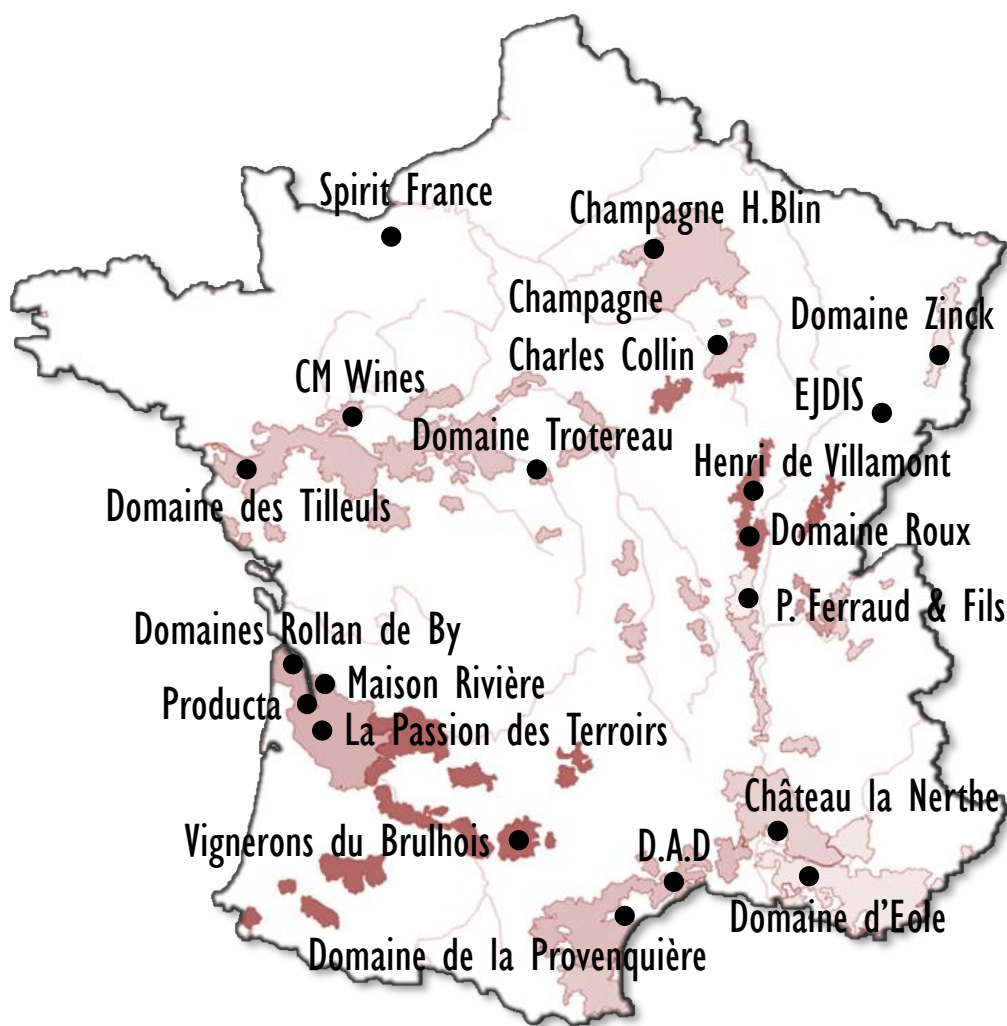 Spirit France
Champagne H.Blin
Champagne
Charles Collin
Domaine Zinck
CM Wines
EJDIS
Domaine Trotereau
Henri de Villamont
Domaine des Tilleuls
Domaine Roux
P. Ferraud & Fils
Domaines Rollan de By
Maison Rivière
Producta
La Passion des Terroirs
Château la Nerthe
Vignerons du Brulhois
D.A.D
Domaine d'Eole
Domaine de la Provenquière